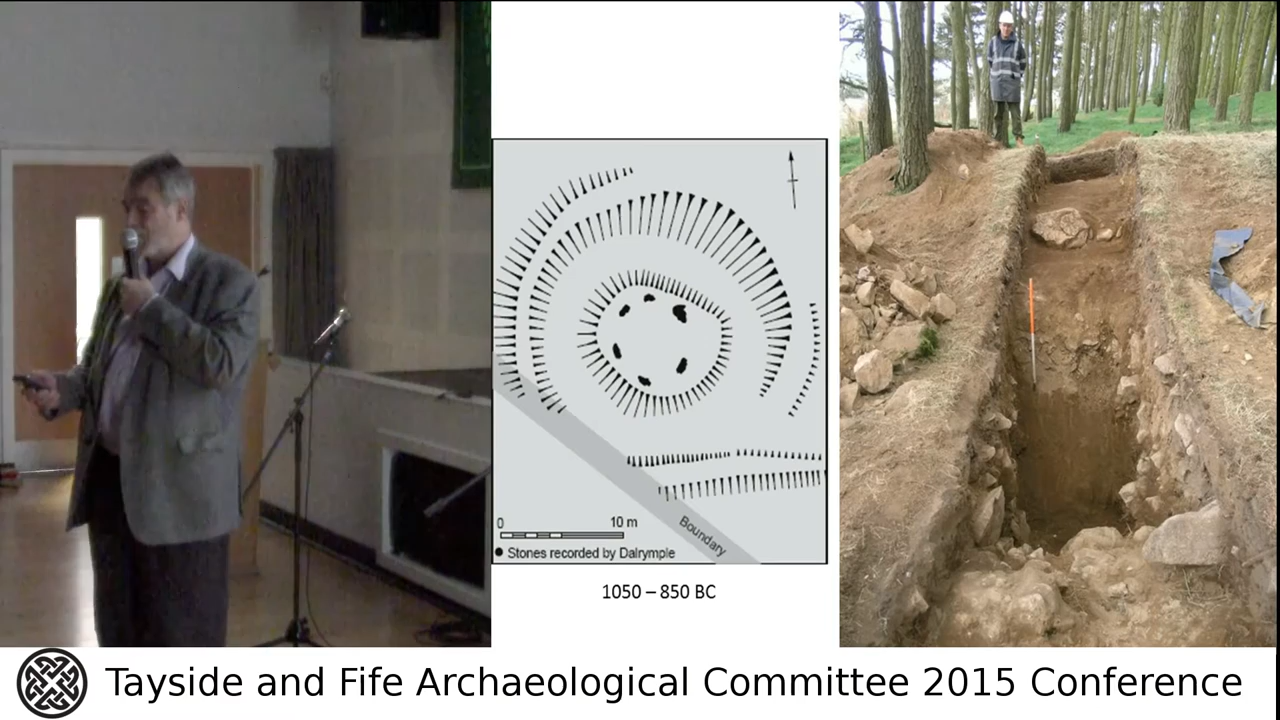 0 10 m
Stones recorded by Dalrymple
Boundary
1050 – 850 BC
Tayside and Fife Archaeological Committee 2015 Conference